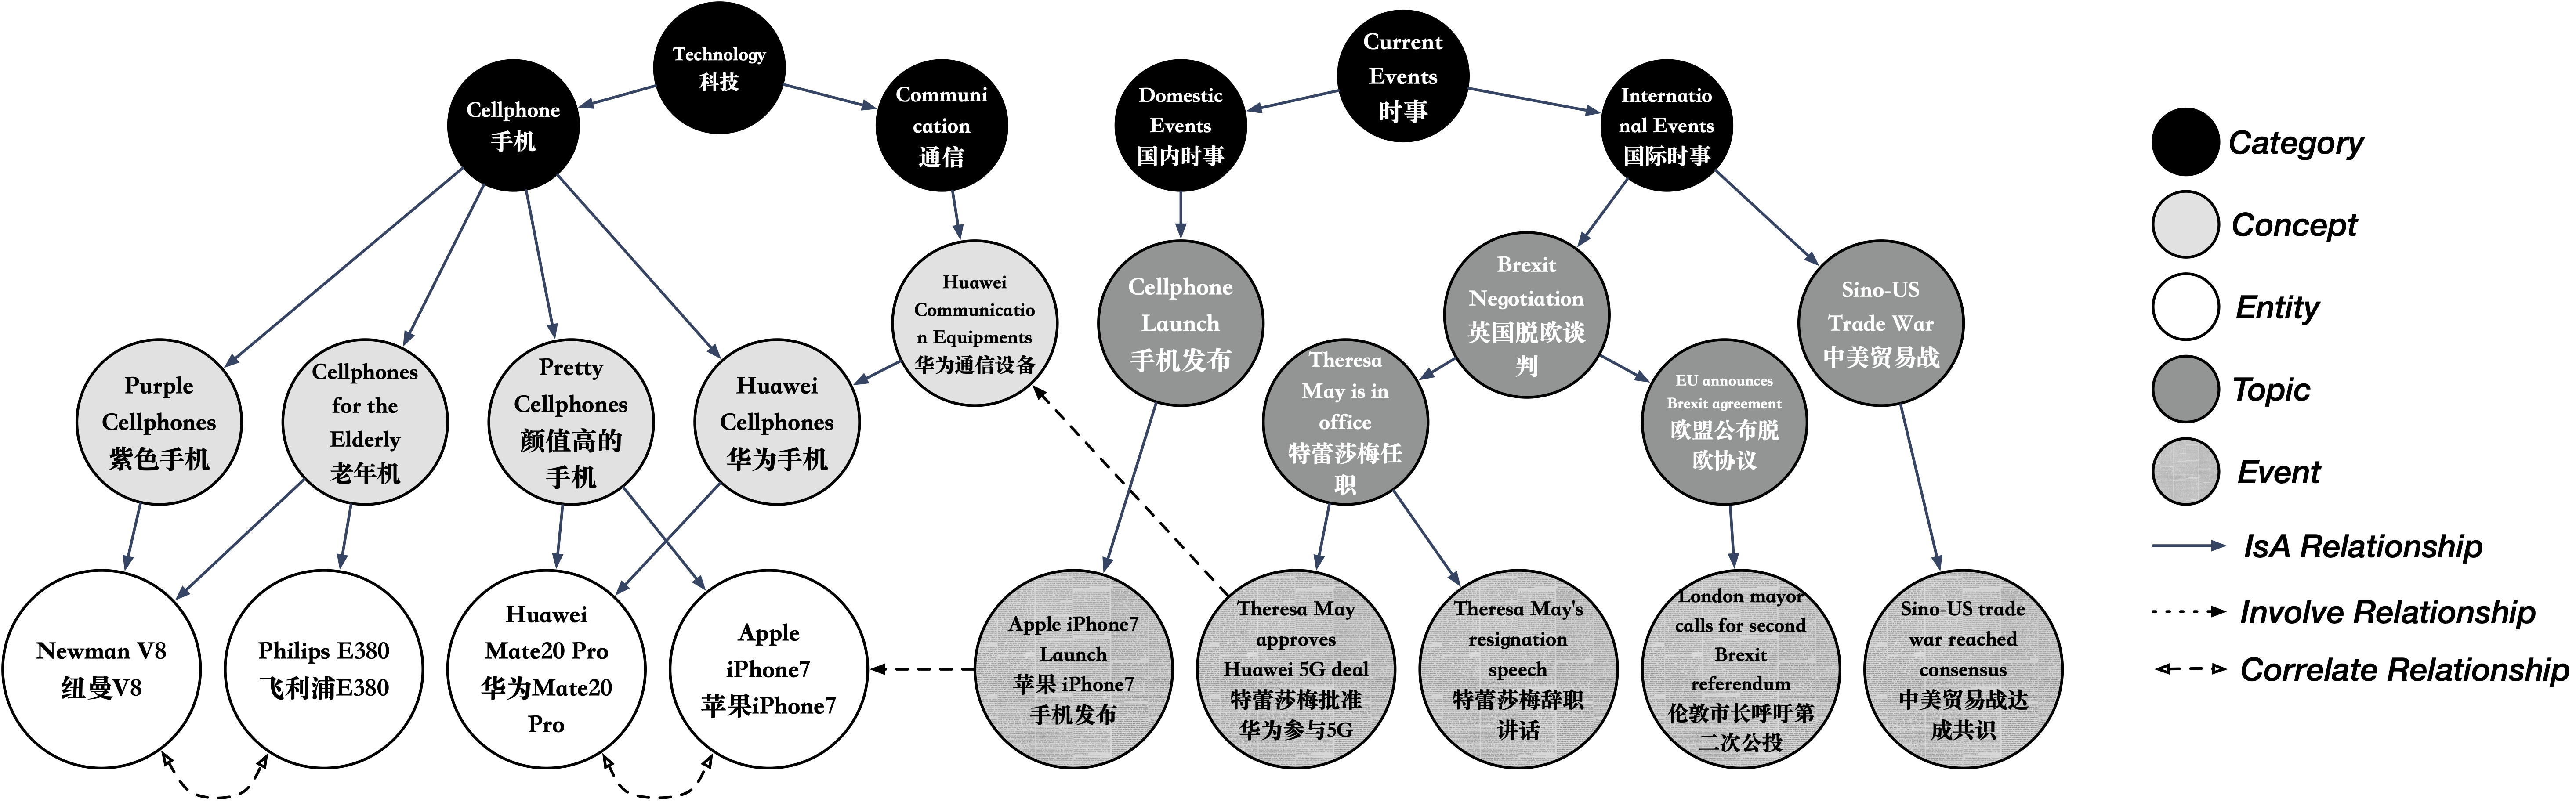 Technology
科技
Cellphone
手机
Communi
cation
通信
Current
Events
时事
Domestic
Events
国内时事
Internatio
nal Events
国际时事
Purple
Cellphones
紫色手机
Cellphones
for the
Elderly
老年机
Pretty
Cellphones
颜值高的
手机
Huawei
Cellphones
华为手机
Huawei
Communicatio
n Equipments
华为通信设备
Cellphone
Launch
手机发布
Brexit
Negotiation
英国脱欧谈
判
Sino-US
Trade War
中美贸易战
Theresa
May is in
office
特蕾莎梅任
职
EU announces
Brexit agreement
欧盟公布脱
欧协议
Newman V8
纽曼V8
Philips E380
飞利浦E380
Huawei
Mate20 Pro
华为Mate20
Pro
Apple
iPhone7
苹果iPhone7
Apple iPhone7
Launch
苹果 iPhone7
手机发布
Theresa May
approves
Huawei 5G deal
特蕾莎梅批准
华为参与5G
Theresa May's
resignation
speech
特蕾莎梅辞职
讲话
London mayor
calls for second
Brexit
referendum
伦敦市长呼吁第
二次公投
Sino-US trade
war reached
consensus
中美贸易战达
成共识
Category
Concept
Entity
Topic
Event
IsA Relationship
Involve Relationship
Correlate Relationship